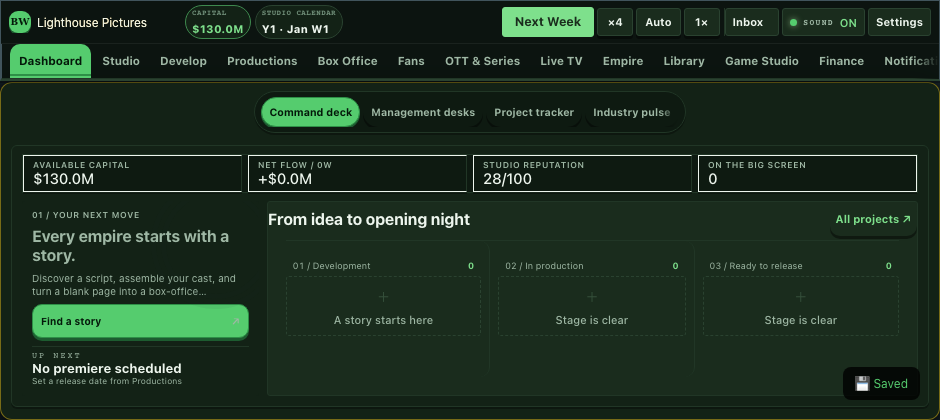 BW
Lighthouse Pictures
CAPITAL
$130.0M
STUDIO CALENDAR
Y1 · Jan W1
Next Week
×4
Auto
1×
Inbox
SOUND ON
Settings
Dashboard
Studio
Develop
Productions
Box Office
Fans
OTT & Series
Live TV
Empire
Library
Game Studio
Finance
Notificat
Command deck
Management desks
Project tracker
Industry pulse
AVAILABLE CAPITAL
$130.0M
NET FLOW / 0W
+$0.0M
STUDIO REPUTATION
28/100
ON THE BIG SCREEN
0
01 / YOUR NEXT MOVE
Every empire starts with a
story.
Discover a script, assemble your cast, and
turn a blank page into a box-office...
Find a story ↗
UP NEXT
No premiere scheduled
Set a release date from Productions
From idea to opening night
All projects ↗
01 / Development 0
+
A story starts here
02 / In production 0
+
Stage is clear
03 / Ready to release 0
+
Stage is clear
💾 Saved